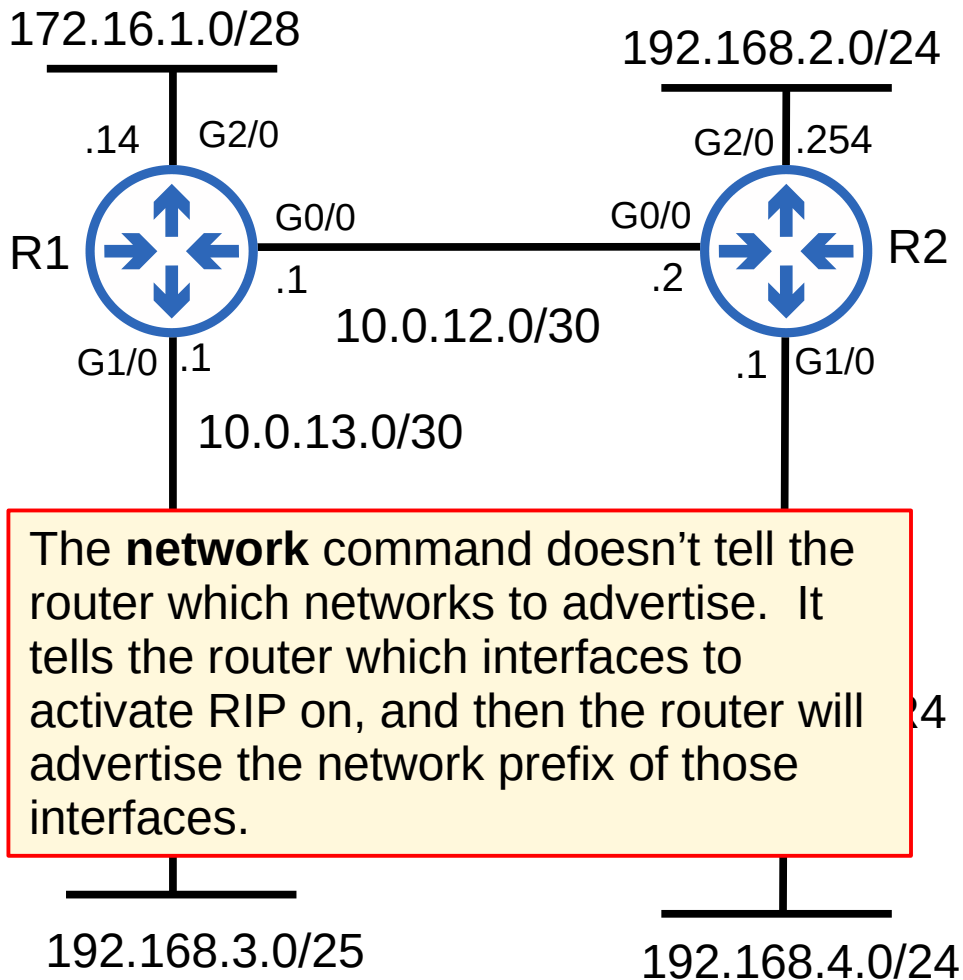 172.16.1.0/28
192.168.2.0/24
.14
G2/0
G2/0
.254
R1
G0/0
G0/0
R2
.1
.2
10.0.12.0/30
G1/0
.1
.1
G1/0
10.0.13.0/30
The network command doesn’t tell the
router which networks to advertise.  It
tells the router which interfaces to
activate RIP on, and then the router will
advertise the network prefix of those
interfaces.
R4
192.168.3.0/25
192.168.4.0/24